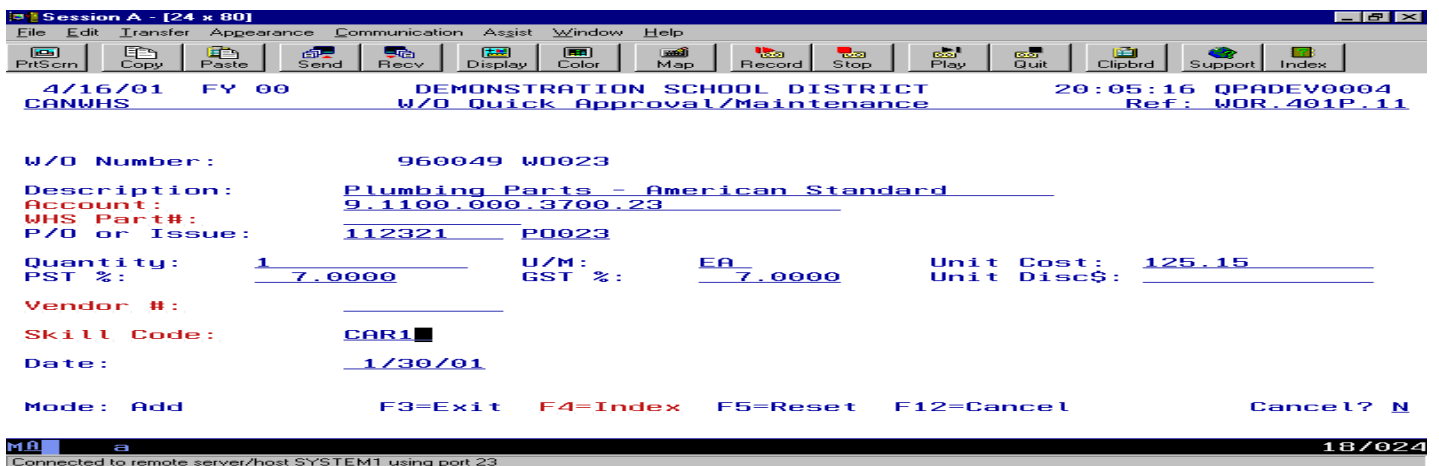 Session A - [24 x 80]
File Edit Transfer Appearance Communication Assist Window Help
PrtScrn Copy Paste Send Recv Display Color Map Record Stop Play Quit Clipbrd Support Index
4/16/01 FY 00 DEMONSTRATION SCHOOL DISTRICT 20:05:16 QPADEV0004
CANWHS W/O Quick Approval/Maintenance Ref: WOR.401P.11
W/O Number: 960049 WO023
Description: Plumbing Parts - American Standard
Account: 9.1100.000.3700.23
WHS Part#:
P/O or Issue: 112321 PO023
Quantity: 1 U/M: EA Unit Cost: 125.15
PST %: 7.0000 GST %: 7.0000 Unit Disc$:
Vendor #:
Skill Code: CAR1
Date: 1/30/01
Mode: Add F3=Exit F4=Index F5=Reset F12=Cancel Cancel? N
MA a 18/024
Connected to remote server/host SYSTEM1 using port 23